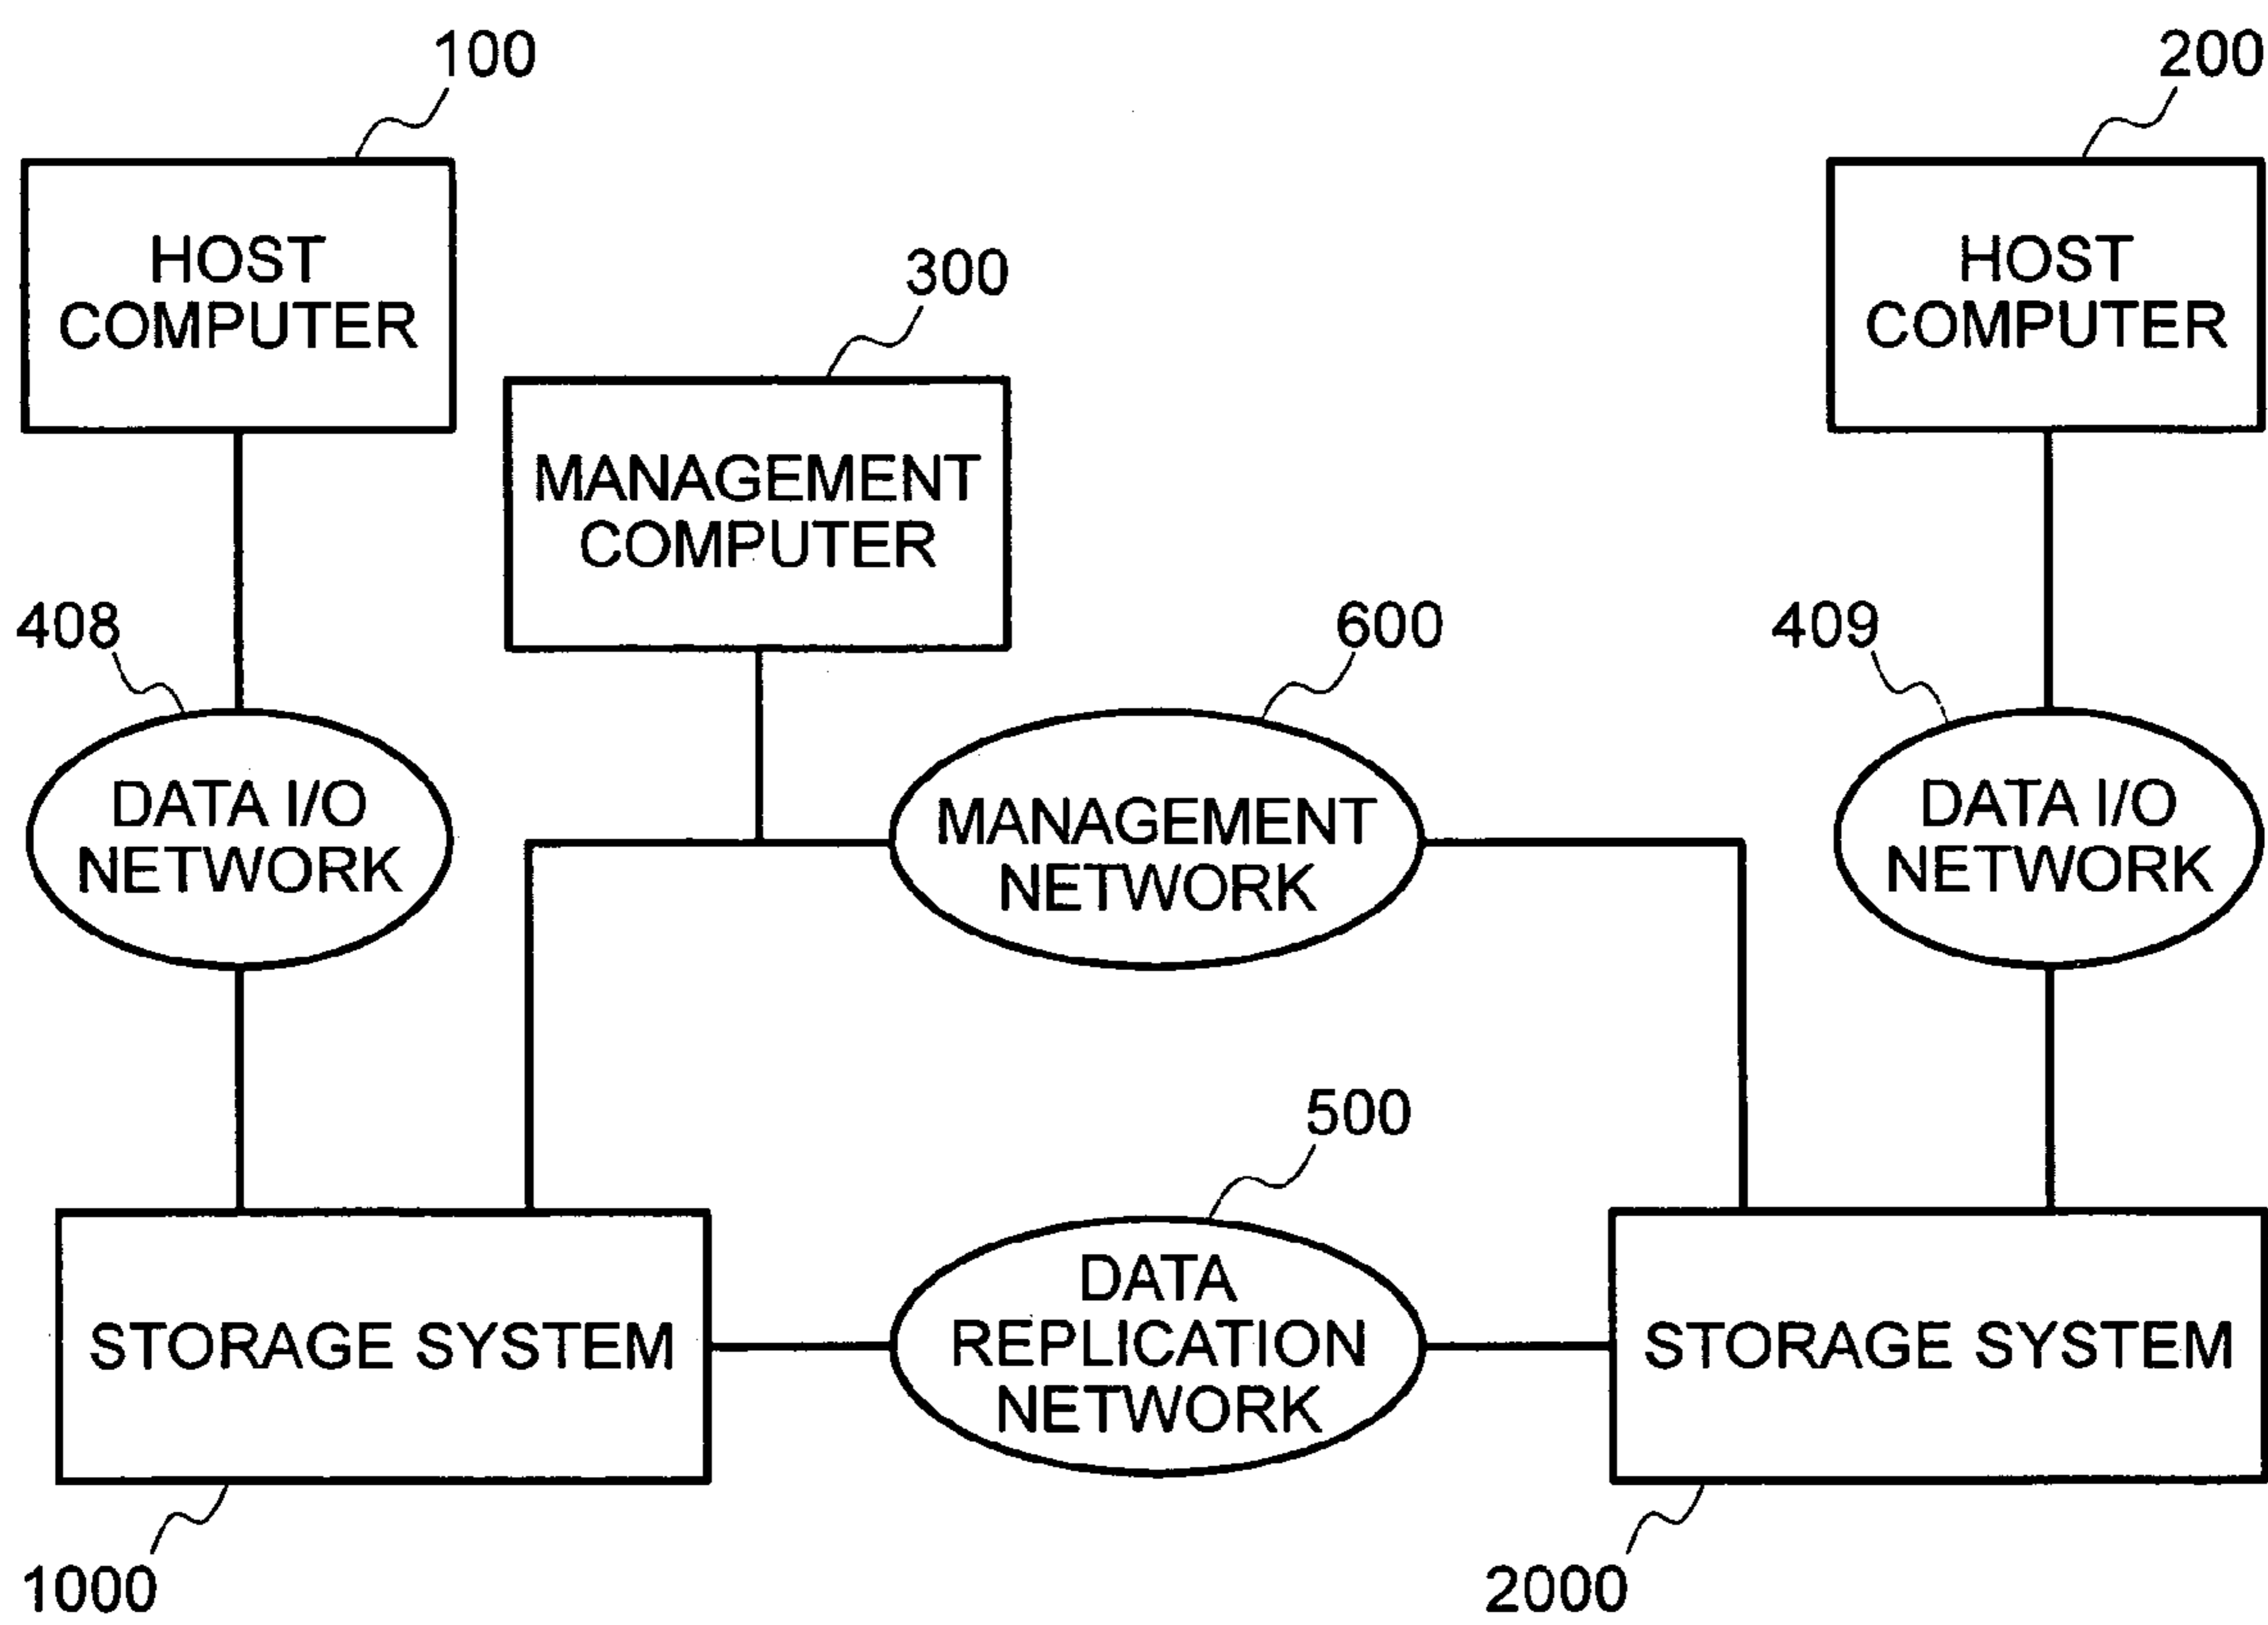 100
200
HOST
COMPUTER
HOST
COMPUTER
300
MANAGEMENT
COMPUTER
408
600
409
DATA I/O
NETWORK
MANAGEMENT
NETWORK
DATA I/O
NETWORK
500
STORAGE SYSTEM
DATA
REPLICATION
NETWORK
STORAGE SYSTEM
1000
2000